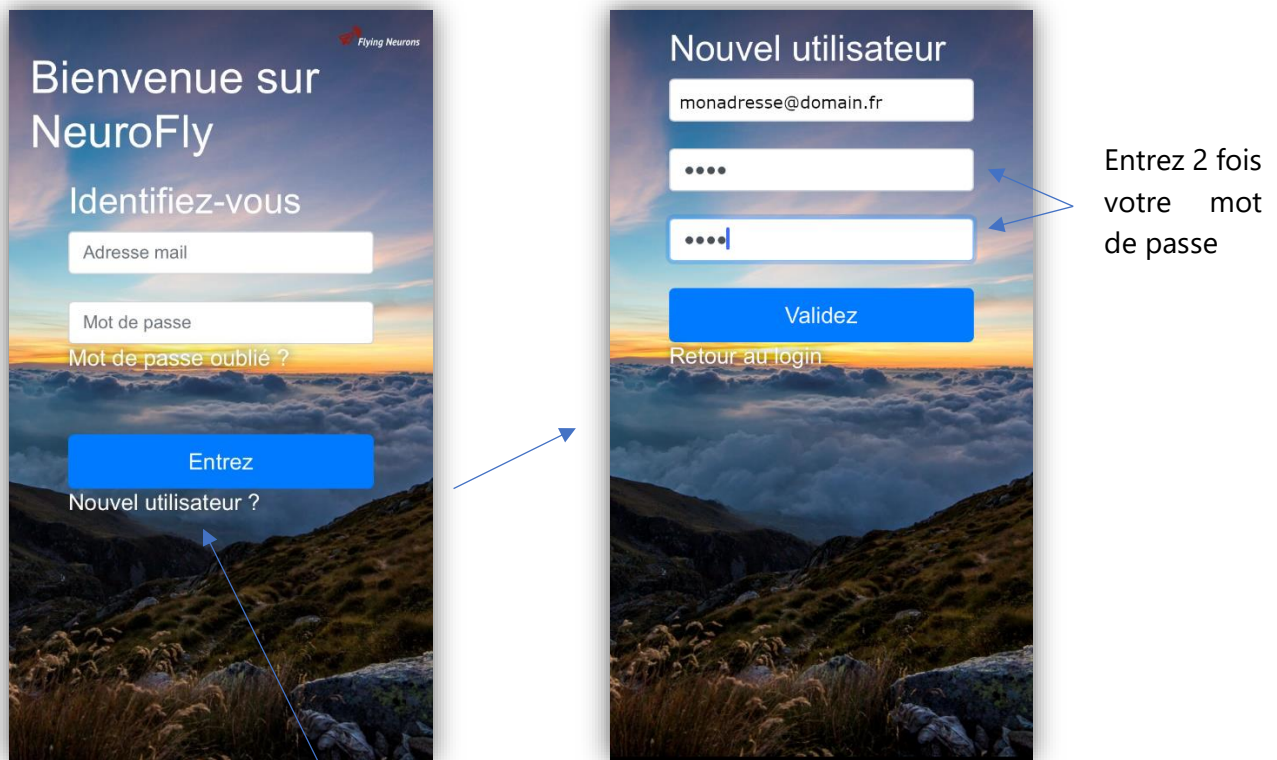 Flying Neurons
Bienvenue sur
NeuroFly
Identifiez-vous
Adresse mail
Mot de passe
Mot de passe oublié ?
Entrez
Nouvel utilisateur ?
Nouvel utilisateur
monadresse@domain.fr
••••
••••
Validez
Retour au login
Entrez 2 fois
votre mot
de passe